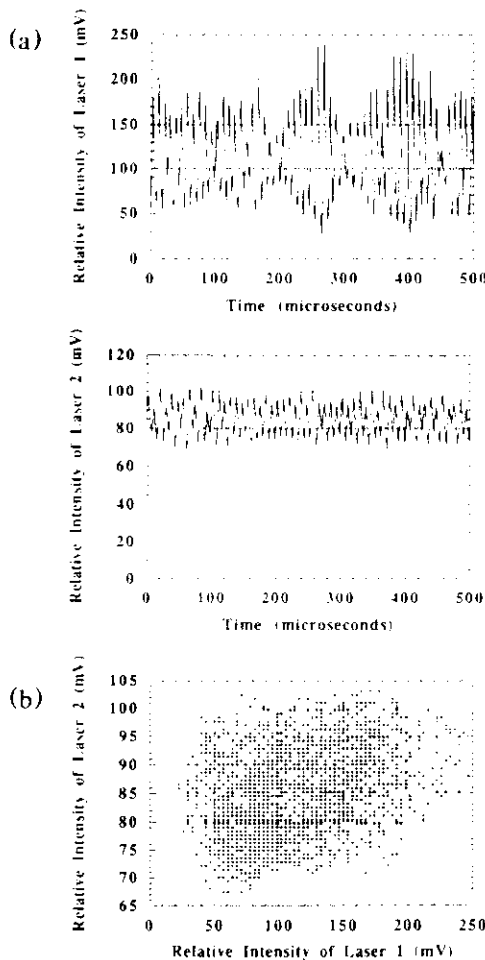 (a)
Relative Intensity of Laser 1 (mV)
250
200
150
100
50
0
0 100 200 300 400 500
Time (microseconds)
Relative Intensity of Laser 2 (mV)
120
100
80
60
40
20
0
0 100 200 300 400 500
Time (microseconds)
(b)
Relative Intensity of Laser 2 (mV)
105
100
95
90
85
80
75
70
65
0 50 100 150 200 250
Relative Intensity of Laser 1 (mV)